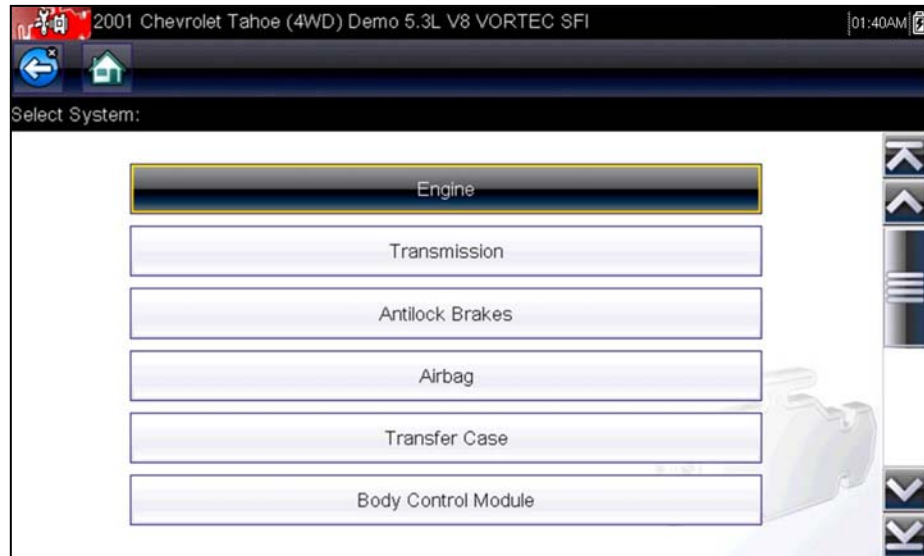 2001 Chevrolet Tahoe (4WD) Demo 5.3L V8 VORTEC SFI
01:40AM
Select System:
Engine
Transmission
Antilock Brakes
Airbag
Transfer Case
Body Control Module